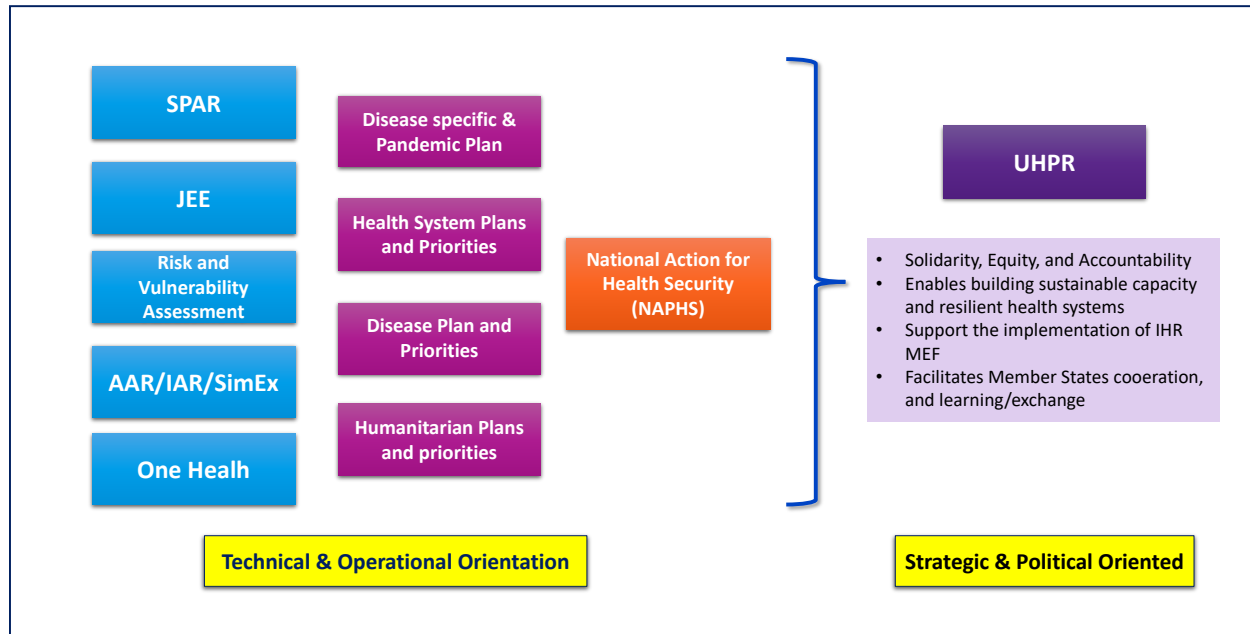 SPAR
JEE
Risk and
Vulnerability
Assessment
AAR/IAR/SimEx
One Healh
Disease specific &
Pandemic Plan
Health System Plans
and Priorities
Disease Plan and
Priorities
Humanitarian Plans
and priorities
National Action for
Health Security
(NAPHS)
UHPR
• Solidarity, Equity, and Accountability
• Enables building sustainable capacity
and resilient health systems
• Support the implementation of IHR
MEF
• Facilitates Member States cooeration,
and learning/exchange
Technical & Operational Orientation
Strategic & Political Oriented